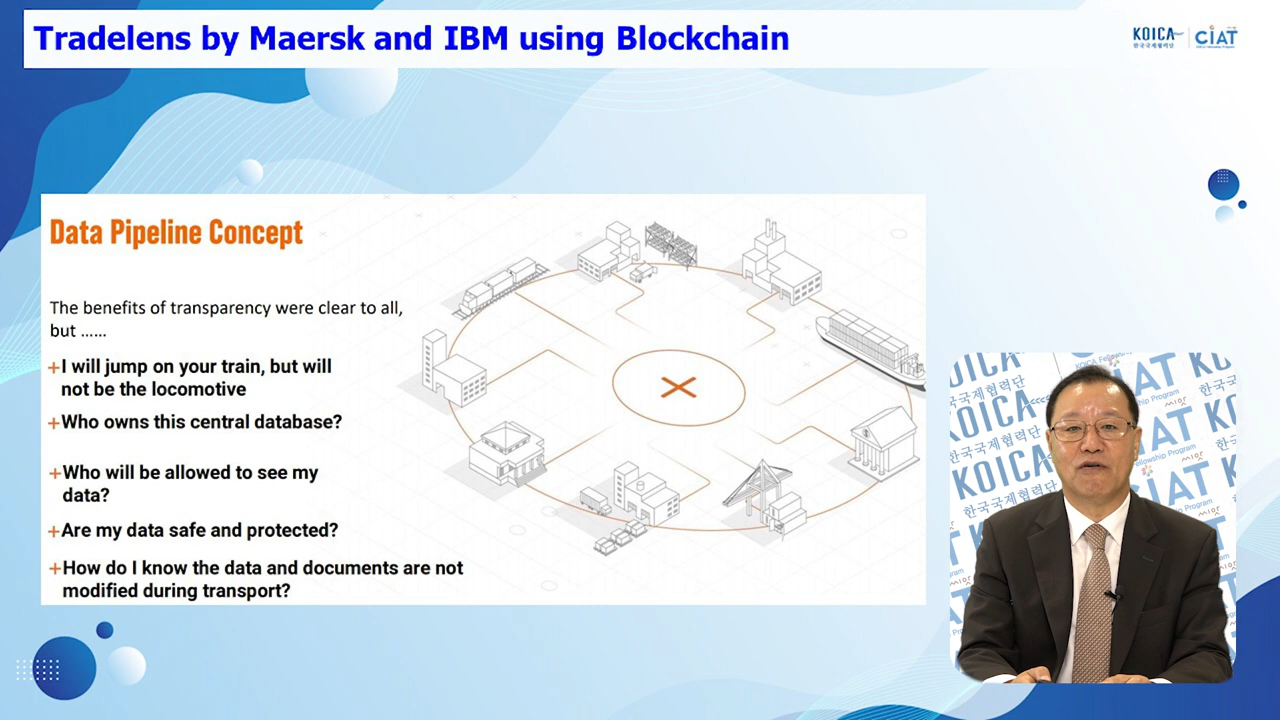 Tradelens by Maersk and IBM using Blockchain
KOICA
한국국제협력단
CIAT
Data Pipeline Concept
The benefits of transparency were clear to all,
but ......
+I will jump on your train, but will
not be the locomotive
+Who owns this central database?
+Who will be allowed to see my
data?
+Are my data safe and protected?
+How do I know the data and documents are not
modified during transport?
KOICA
한국국제협력단
CIAT
Fellowship Program
씨앗